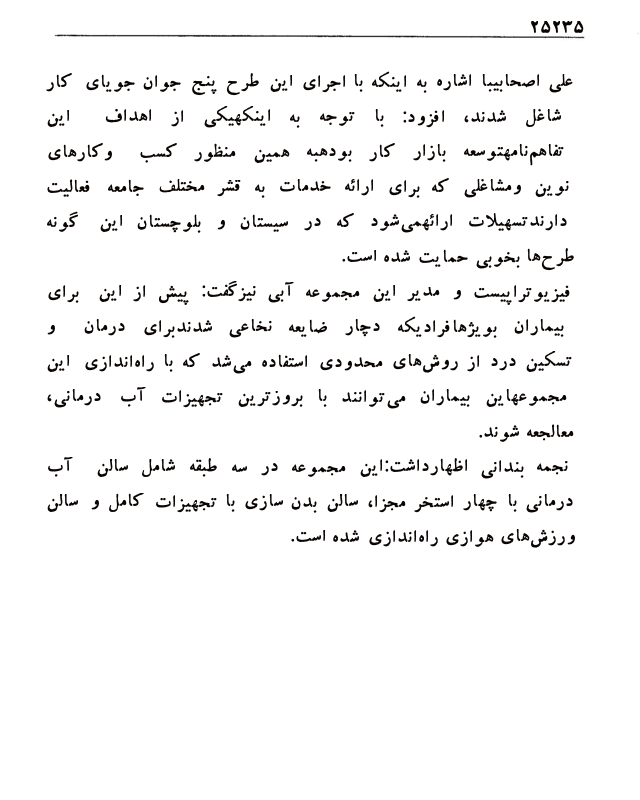 ۲۵۲۳۵
علی اصحابیبا اشاره به اینکه با اجرای این طرح پنج جوان جویای کار
شاغل شدند، افزود: با توجه به اینکهیکی از اهداف این
تفاهم‌نامهتوسعه بازار کار بودهبه همین منظور کسب وکارهای
نوین ومشاغلی که برای ارائه خدمات به قشر مختلف جامعه فعالیت
دارندتسهیلات ارائهمی‌شود که در سیستان و بلوچستان این گونه
طرح‌ها بخوبی حمایت شده است.
فیزیوتراپیست و مدیر این مجموعه آبی نیزگفت: پیش از این برای
بیماران بویژهافرادیکه دچار ضایعه نخاعی شدندبرای درمان و
تسکین درد از روش‌های محدودی استفاده می‌شد که با راه‌اندازی این
مجموعهاین بیماران می‌توانند با بروزترین تجهیزات آب درمانی،
معالجعه شوند.
نجمه بندانی اظهارداشت:این مجموعه در سه طبقه شامل سالن آب
درمانی با چهار استخر مجزا، سالن بدن سازی با تجهیزات کامل و سالن
ورزش‌های هوازی راه‌اندازی شده است.